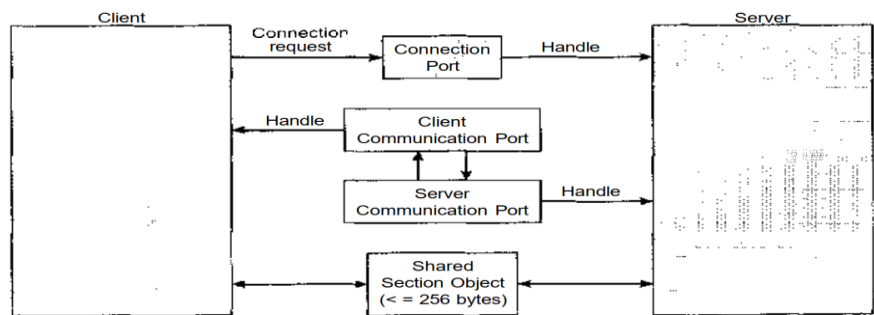 Client
Server
Connection
request
Connection
Port
Handle
Handle
Client
Communication Port
Server
Communication Port
Handle
Shared
Section Object
(< = 256 bytes)